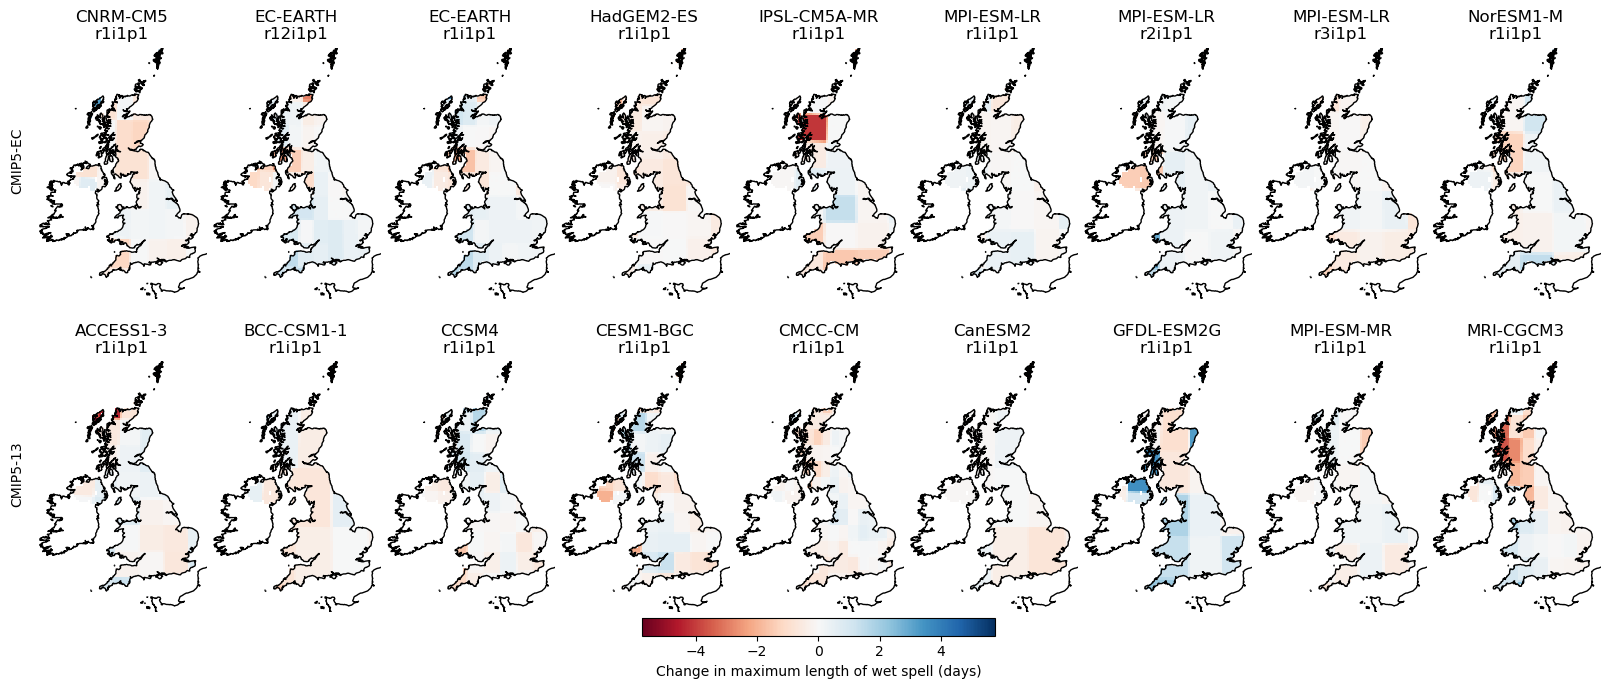 CNRM-CM5
r1i1p1
EC-EARTH
r12i1p1
EC-EARTH
r1i1p1
HadGEM2-ES
r1i1p1
IPSL-CM5A-MR
r1i1p1
MPI-ESM-LR
r1i1p1
MPI-ESM-LR
r2i1p1
MPI-ESM-LR
r3i1p1
NorESM1-M
r1i1p1
CMIP5-EC
ACCESS1-3
r1i1p1
BCC-CSM1-1
r1i1p1
CCSM4
r1i1p1
CESM1-BGC
r1i1p1
CMCC-CM
r1i1p1
CanESM2
r1i1p1
GFDL-ESM2G
r1i1p1
MPI-ESM-MR
r1i1p1
MRI-CGCM3
r1i1p1
CMIP5-13
−4 −2 0 2 4
Change in maximum length of wet spell (days)